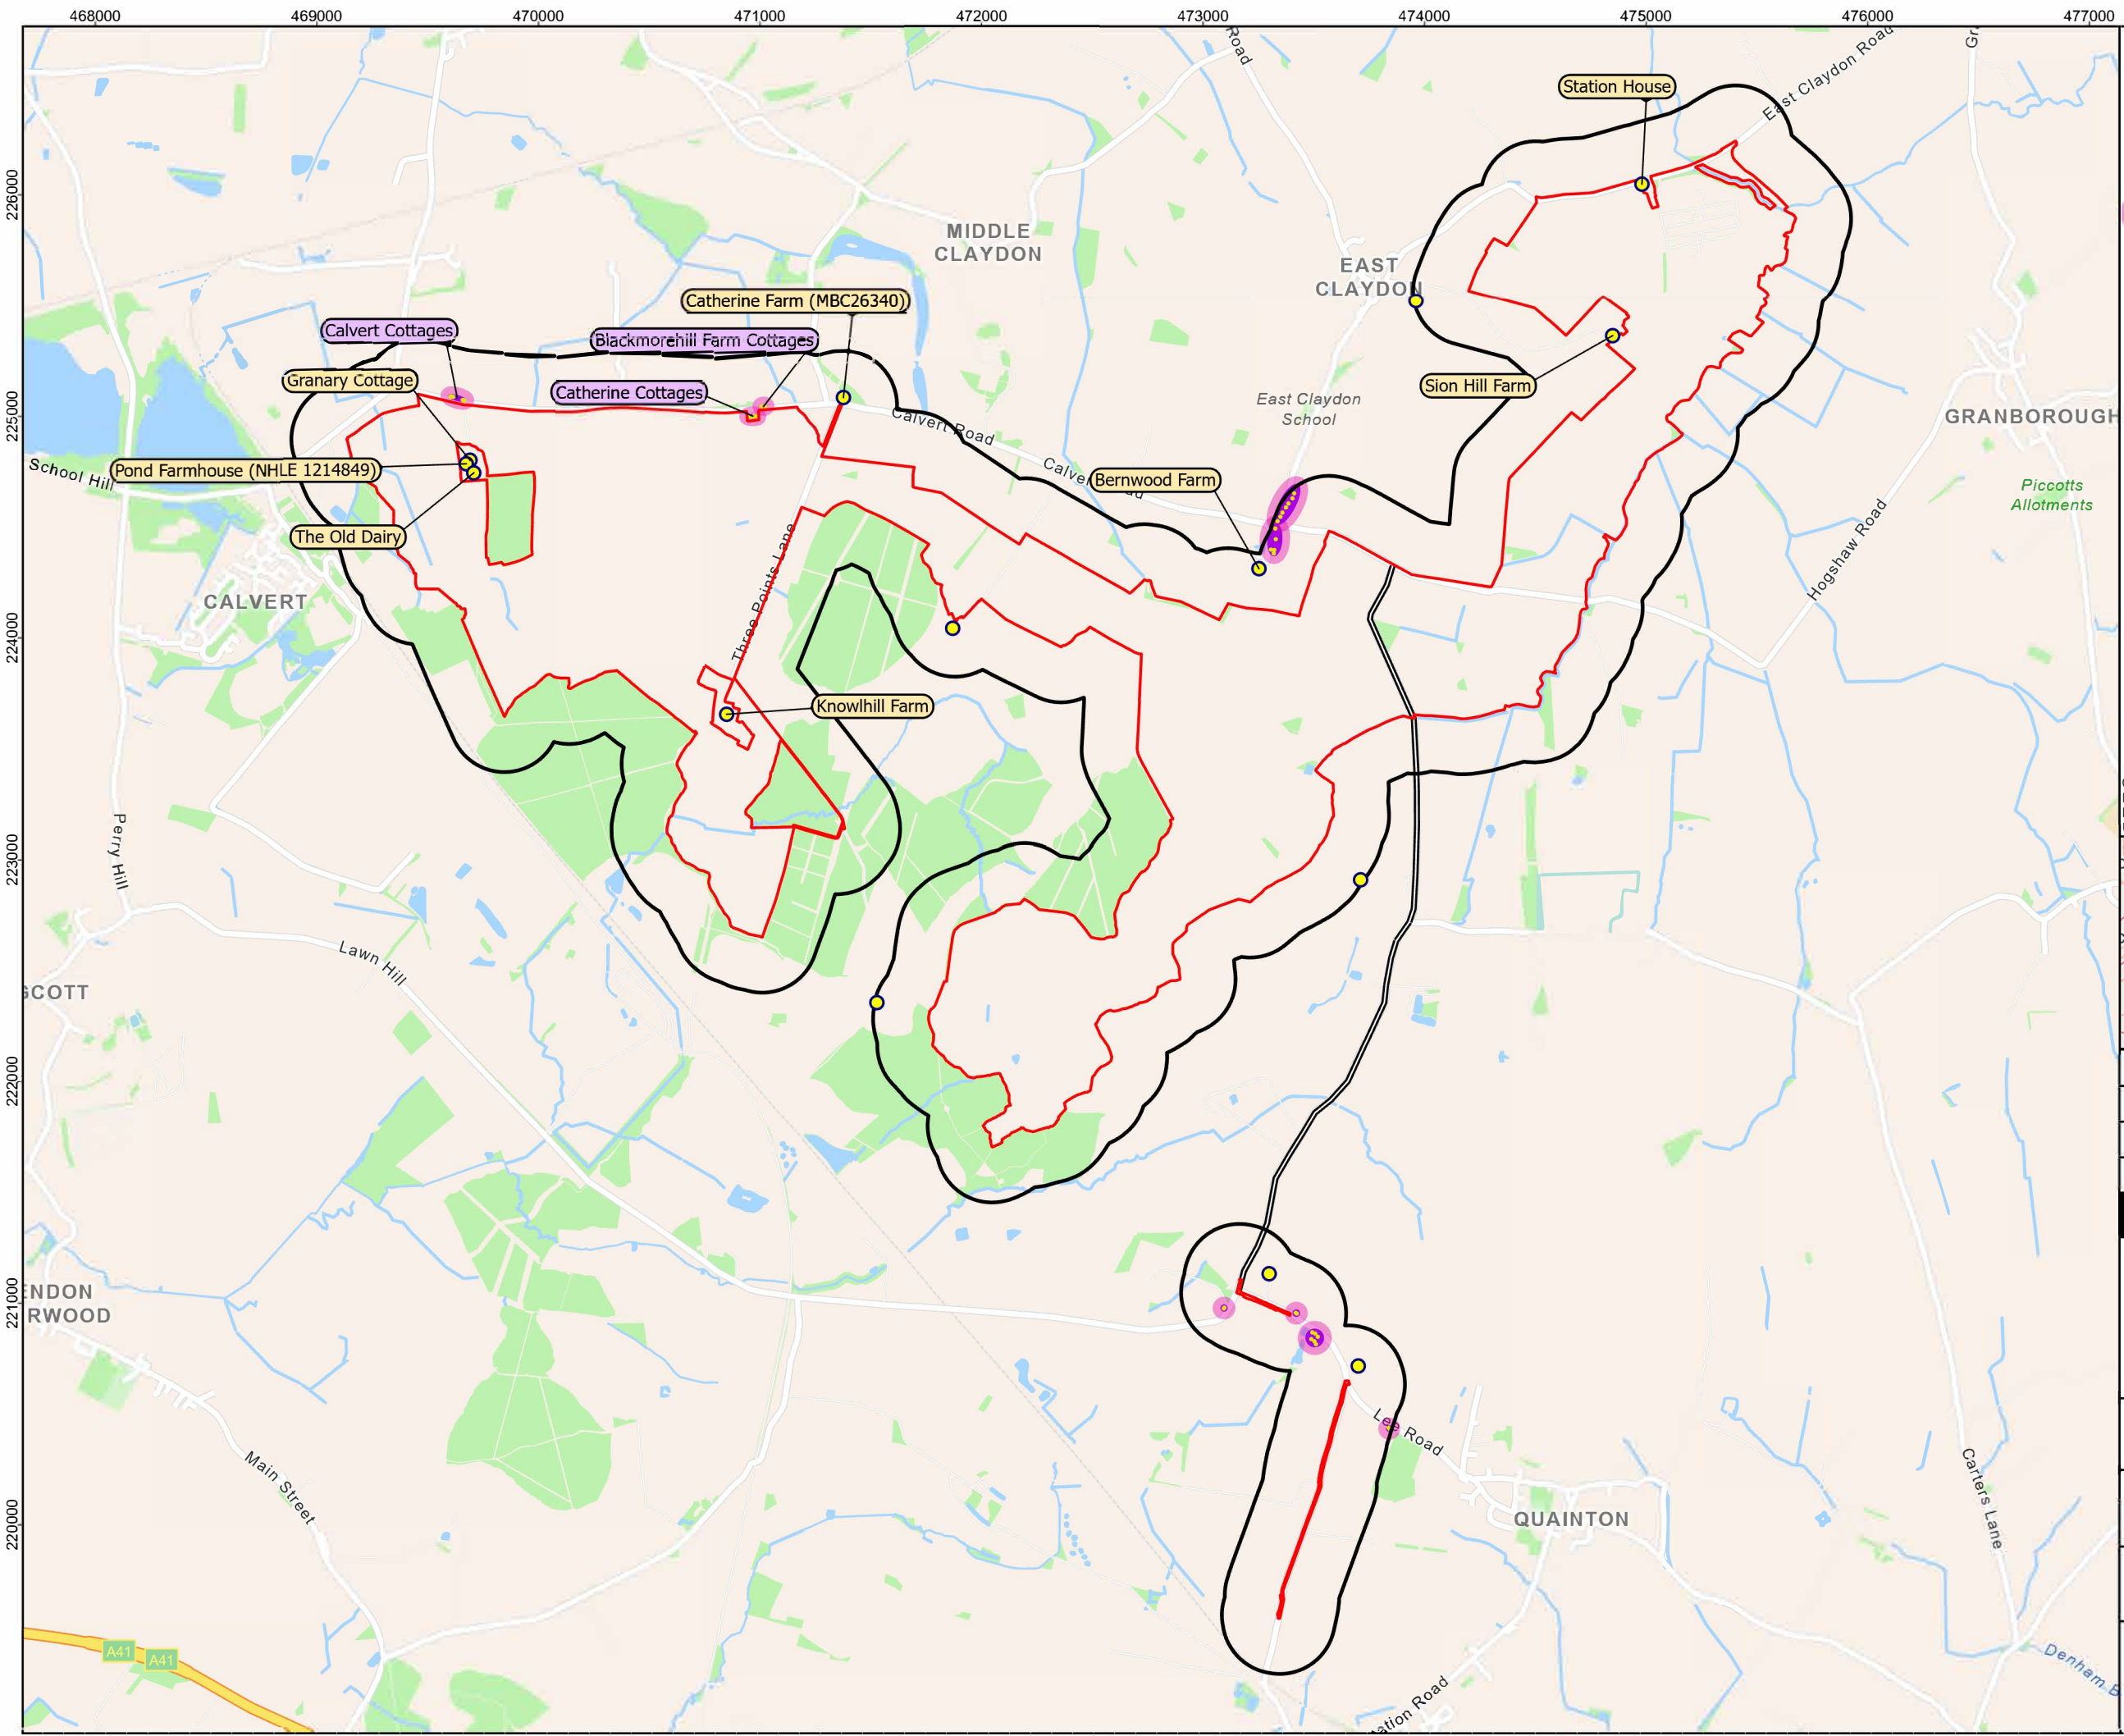 468000 469000 470000 471000 472000 473000 474000 475000 476000 477000
Road
East Claydon Road
Station House
226000
MIDDLE
CLAYDON
EAST
CLAYDON
Catherine Farm (MBC26340)
Calvert Cottages
Blackmorehill Farm Cottages
Granary Cottage
Catherine Cottages
Sion Hill Farm
225000
East Claydon
School
GRANBOROUGH
Calvert Road
School Hill
Pond Farmhouse (NHLE 1214849)
Bernwood Farm
Piccotts
Allotments
The Old Dairy
Hogshaw Road
CALVERT
Three Points Lane
224000
Knowlhill Farm
223000
Perry Hill
Lawn Hill
GCOTT
222000
ENDON
RWOOD
221000
Lee Road
Main Street
Carters Lane
220000
QUAINTON
A41
A41
Denham B
ation Road